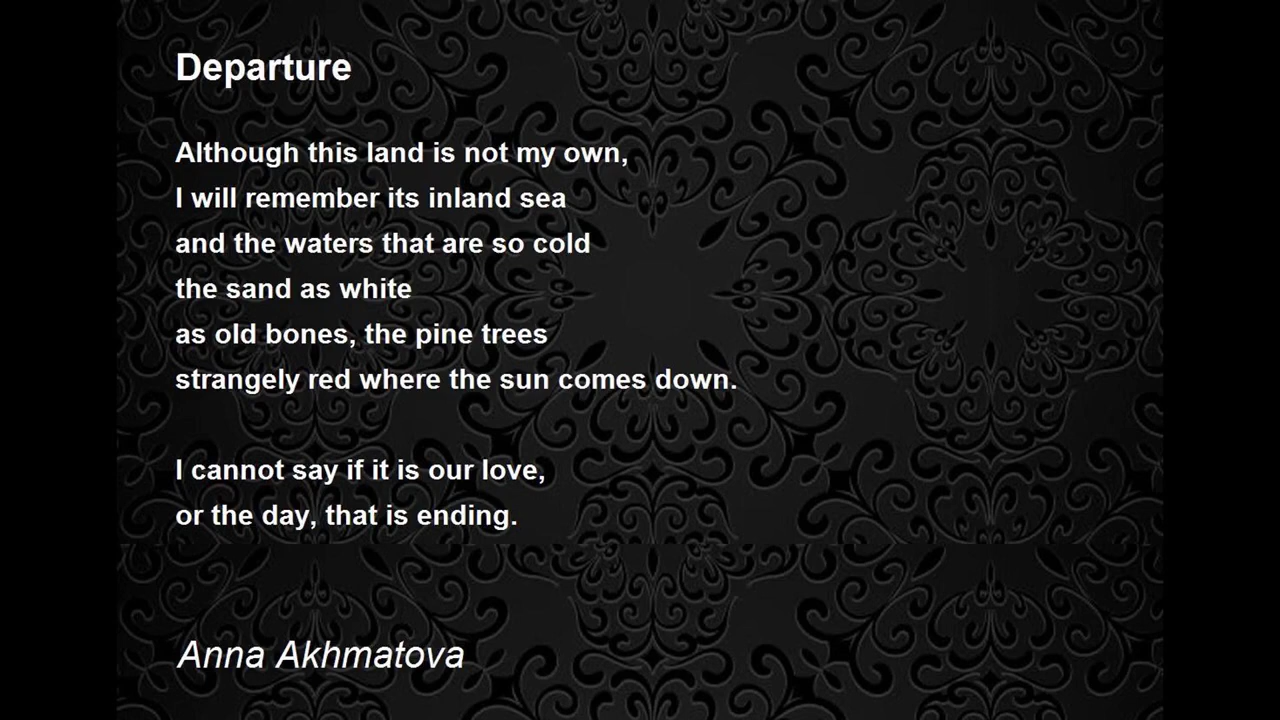 Departure
Although this land is not my own,
I will remember its inland sea
and the waters that are so cold
the sand as white
as old bones, the pine trees
strangely red where the sun comes down.
I cannot say if it is our love,
or the day, that is ending.
Anna Akhmatova